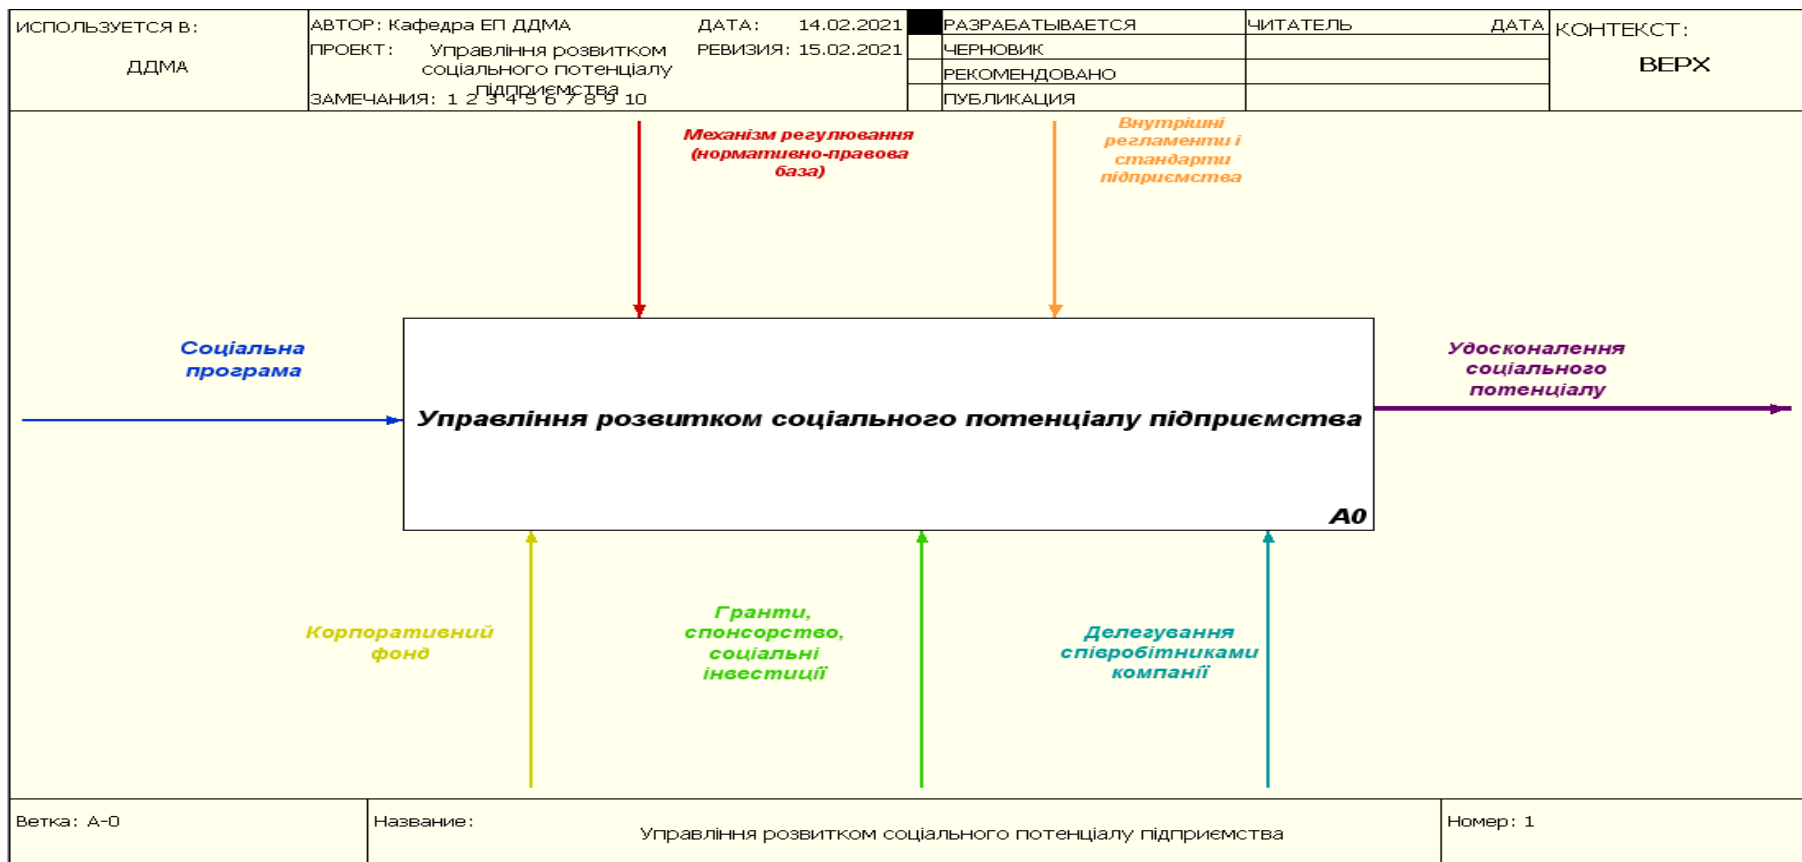 ИСПОЛЬЗУЕТСЯ В:
ДДМА
АВТОР: Кафедра ЕП ДДМА
ДАТА: 14.02.2021
ПРОЕКТ: Управління розвитком
соціального потенціалу
підприємства
РЕВИЗИЯ: 15.02.2021
ЗАМЕЧАНИЯ: 1 2 3 4 5 6 7 8 9 10
РАЗРАБАТЫВАЕТСЯ
ЧЕРНОВИК
РЕКОМЕНДОВАНО
ПУБЛИКАЦИЯ
ЧИТАТЕЛЬ ДАТА
КОНТЕКСТ:
ВЕРХ
Механізм регулювання
(нормативно-правова
база)
Внутрішні
регламенти і
стандарти
підприємства
Соціальна
програма
Управління розвитком соціального потенціалу підприємства
A0
Удосконалення
соціального
потенціалу
Корпоративний
фонд
Гранти,
спонсорство,
соціальні
інвестиції
Делегування
співробітниками
компанії
Ветка: A-0
Название:
Управління розвитком соціального потенціалу підприємства
Номер: 1